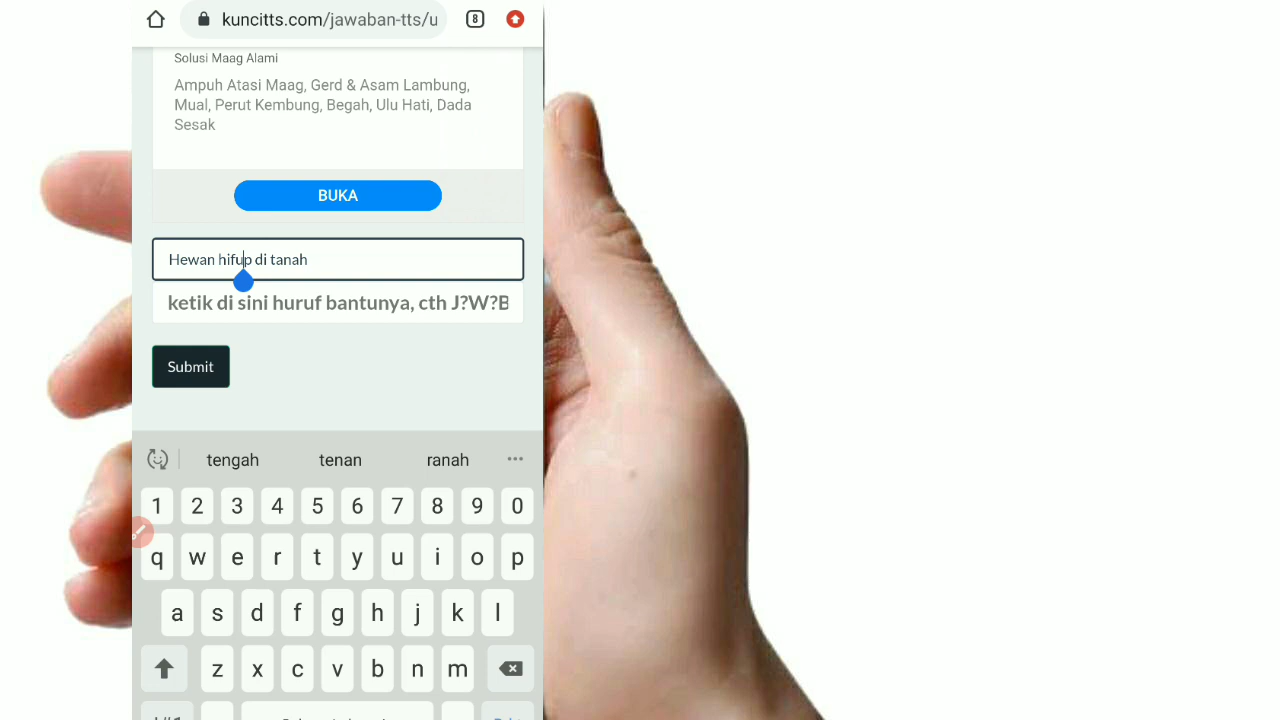 kuncitts.com/jawaban-tts/u 8
Solusi Maag Alami
Ampuh Atasi Maag, Gerd & Asam Lambung,
Mual, Perut Kembung, Begah, Ulu Hati, Dada
Sesak
BUKA
Hewan hifup di tanah
ketik di sini huruf bantunya, cth J?W?B
Submit
tengah tenan ranah ...
1 2 3 4 5 6 7 8 9 0
q w e r t y u i o p
a s d f g h j k l
z x c v b n m